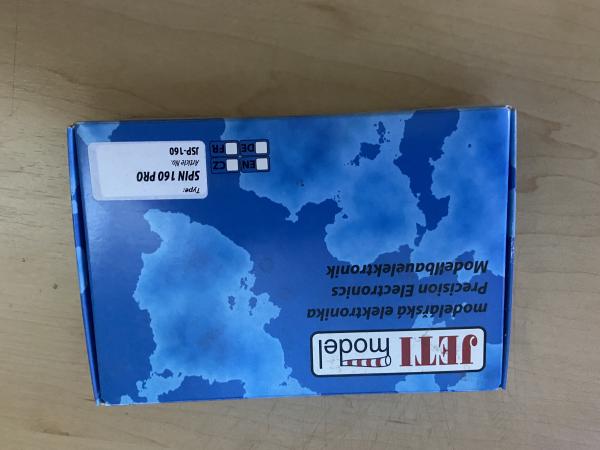 JETI
model
modelářská elektronika
Precision Electronics
Modellbauelektronik
Type:
SPIN 160 PRO
Article No.
JSP-160
EN CZ
DE FR